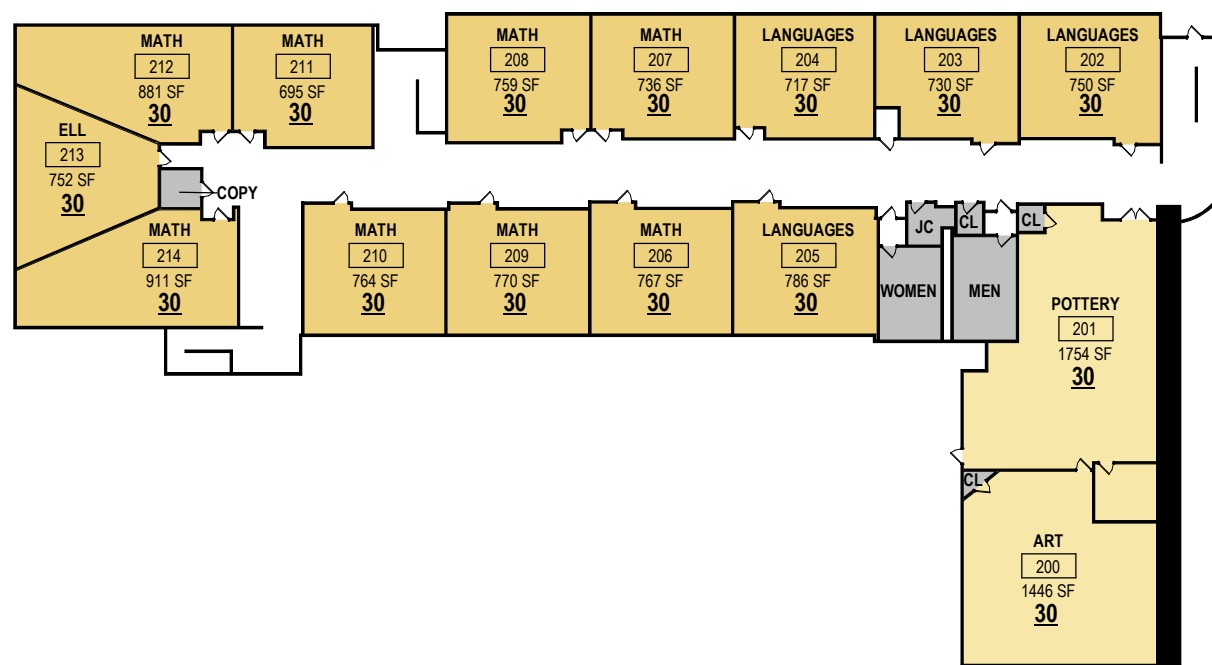 MATH
212
881 SF
30
MATH
211
695 SF
30
MATH
208
759 SF
30
MATH
207
736 SF
30
LANGUAGES
204
717 SF
30
LANGUAGES
203
730 SF
30
LANGUAGES
202
750 SF
30
ELL
213
752 SF
30
COPY
MATH
214
911 SF
30
MATH
210
764 SF
30
MATH
209
770 SF
30
MATH
206
767 SF
30
LANGUAGES
205
786 SF
30
JC
CL
CL
WOMEN
MEN
POTTERY
201
1754 SF
30
CL
ART
200
1446 SF
30